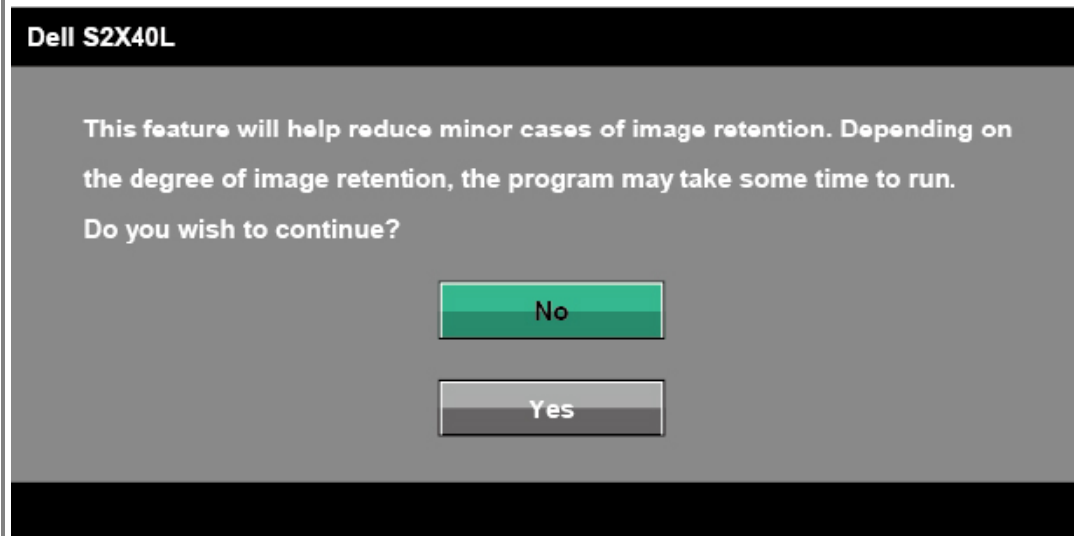 Dell S2X40L
This feature will help reduce minor cases of image retention. Depending on
the degree of image retention, the program may take some time to run.
Do you wish to continue?
No
Yes